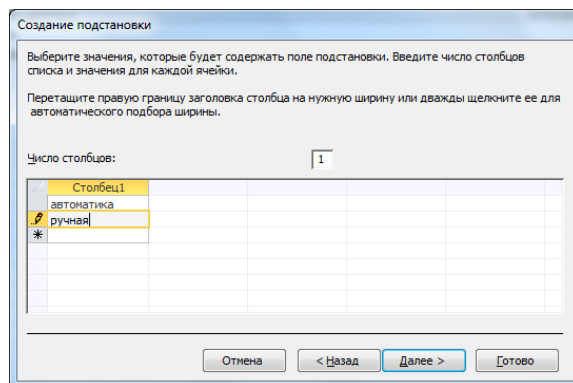 Создание подстановки
Выберите значения, которые будет содержать поле подстановки. Введите число столбцов
списка и значения для каждой ячейки.
Перетащите правую границу заголовка столбца на нужную ширину или дважды щелкните ее для
автоматического подбора ширины.
Число столбцов: 1
Столбец1
автоматика
ручная
Отмена < Назад Далее > Готово